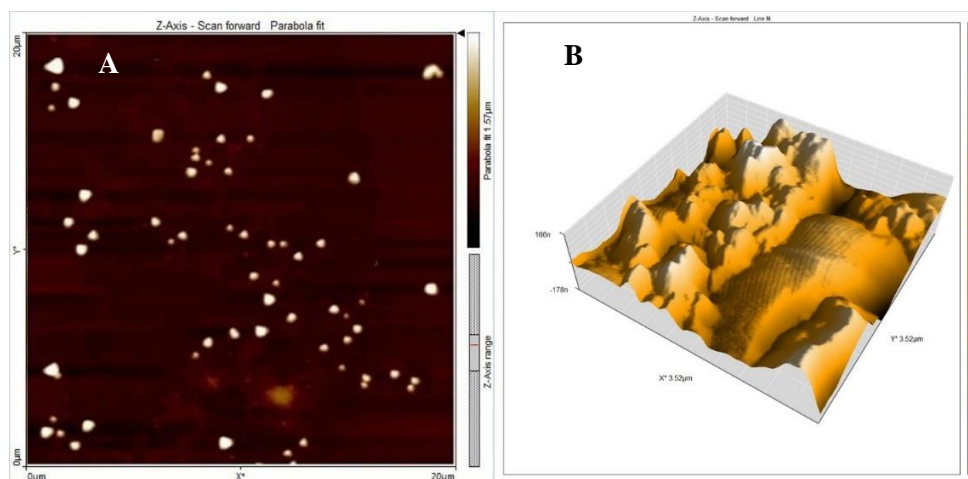 Z-Axis - Scan forward Parabola fit
A
20µm
Y*
0µm
0µm
X*
20µm
Parabola fit 1.57µm
Z-Axis range
Z-Axis - Scan forward Line fit
B
166n
-178n
X* 3.52µm
Y* 3.52µm